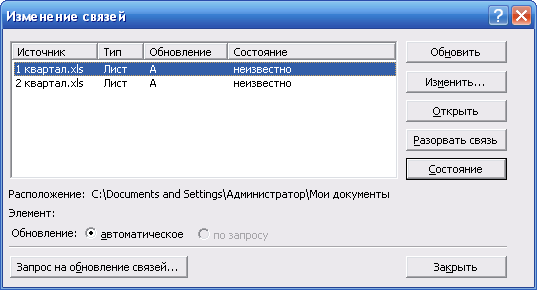 Изменение связей
Источник Тип Обновление Состояние
1 квартал.xls Лист А неизвестно
2 квартал.xls Лист А неизвестно
Обновить
Изменить...
Открыть
Разорвать связь
Состояние
Расположение: C:\Documents and Settings\Администратор\Мои документы
Элемент:
Обновление: автоматическое по запросу
Запрос на обновление связей... Закрыть